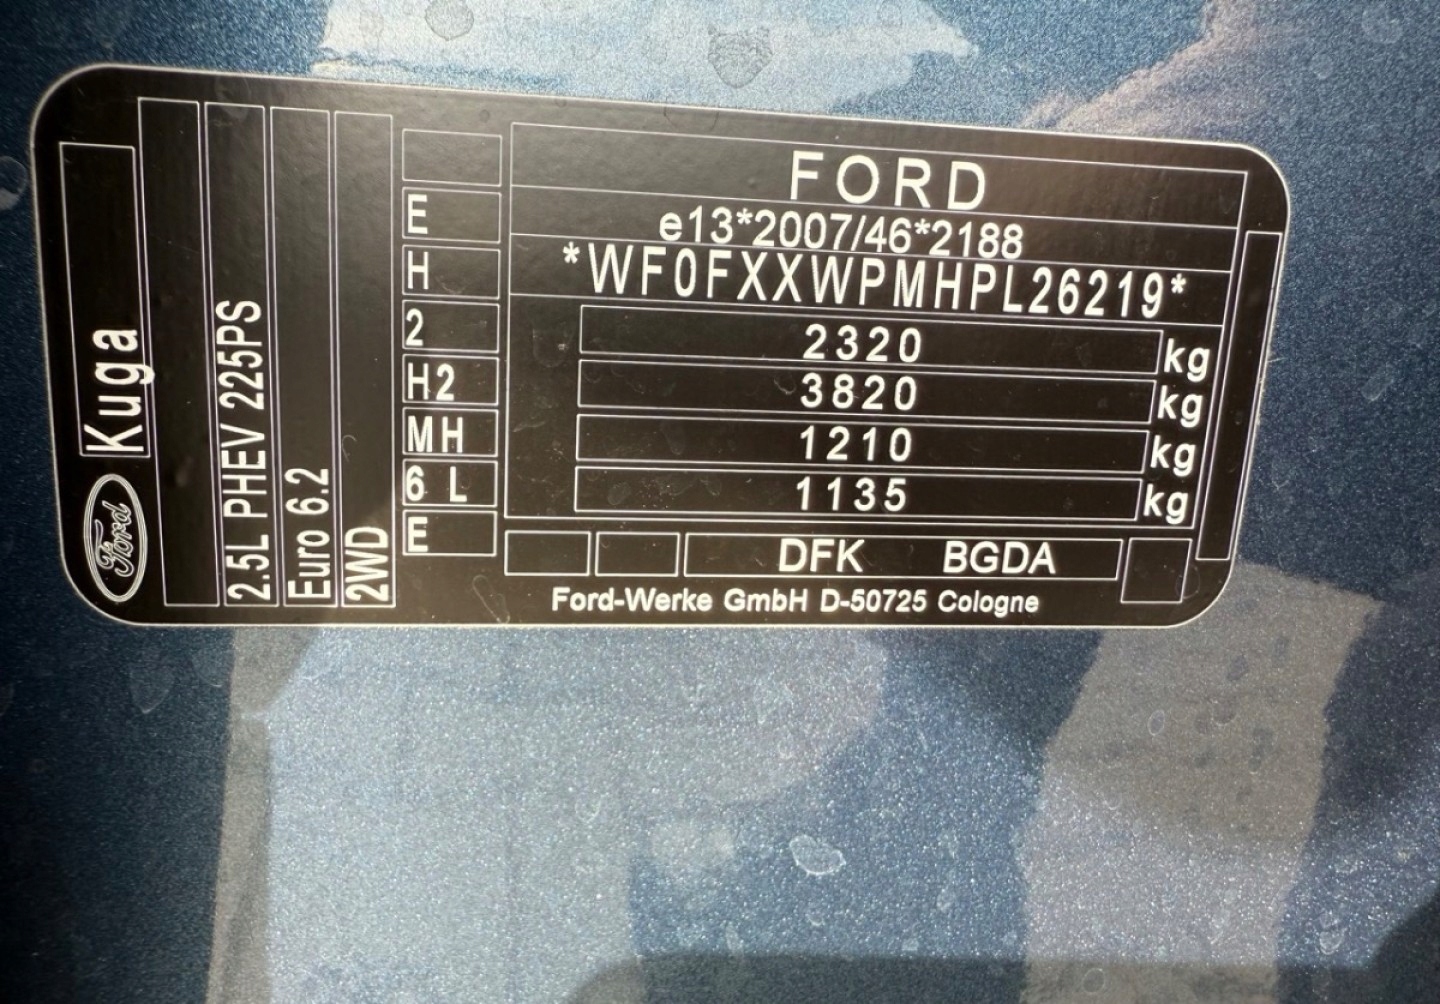 FORD
e13*2007/46*2188
*WF0FXXWPMHPL26219*
2320 kg
3820 kg
1210 kg
1135 kg
DFK BGDA
Ford-Werke GmbH D-50725 Cologne
E
H
2
H2
MH
6 L
E
2WD
Euro 6.2
2.5L PHEV 225PS
Kuga
Ford